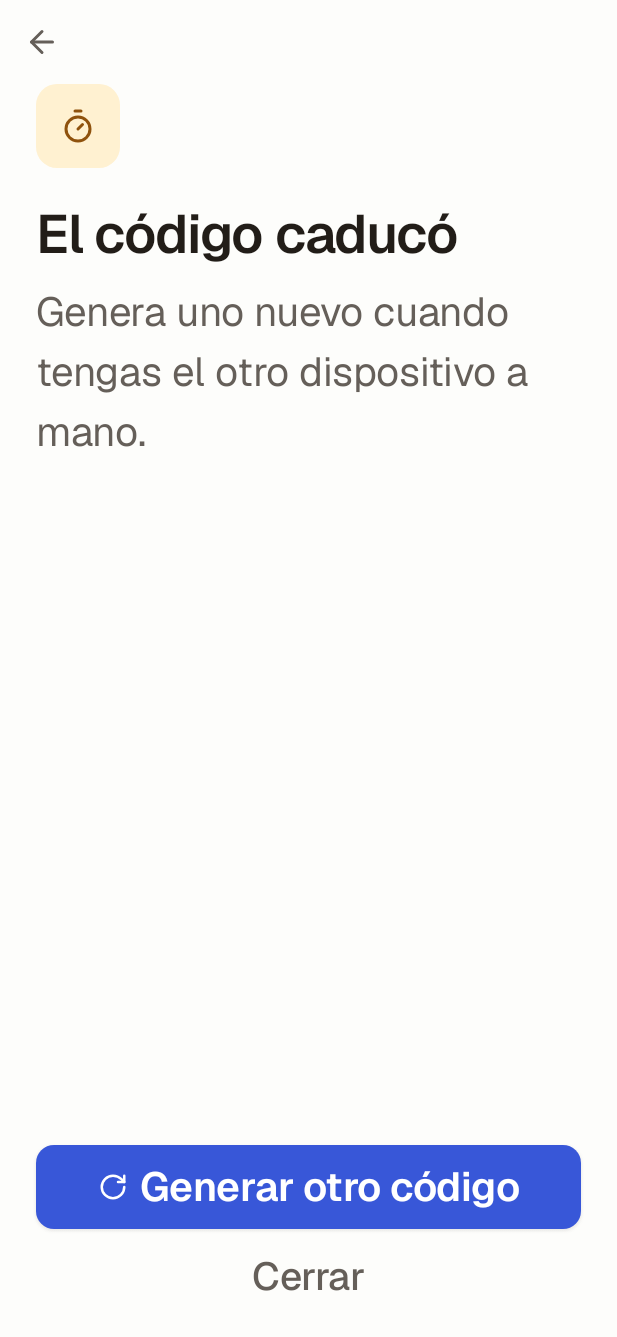 El código caducó
Genera uno nuevo cuando
tengas el otro dispositivo a
mano.
Generar otro código
Cerrar